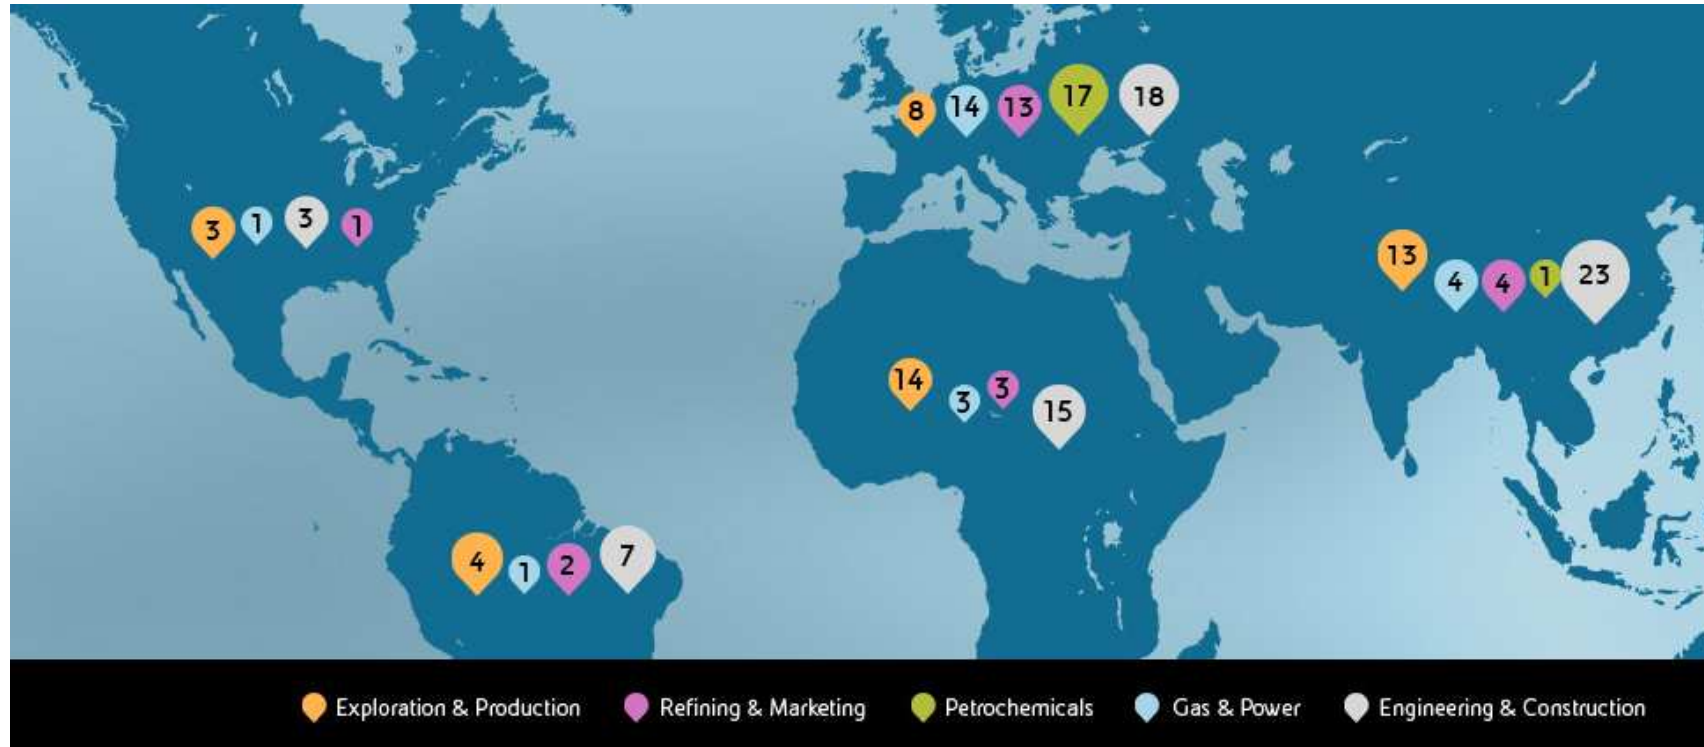 8 14 13 17 18
3 1 3 1
13 4 4 1 23
14 3 3 15
4 1 2 7
Exploration & Production Refining & Marketing Petrochemicals Gas & Power Engineering & Construction